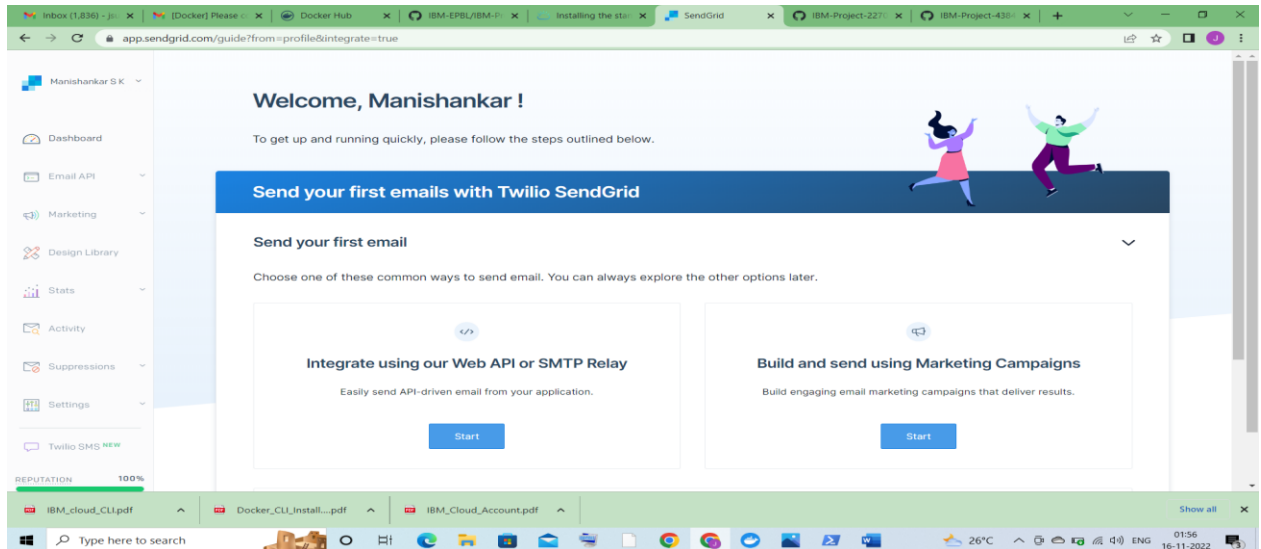 Inbox (1,836) - js
[Docker] Please c
Docker Hub
IBM-EPBL/IBM-P
Installing the sta
SendGrid
IBM-Project-227
IBM-Project-438
app.sendgrid.com/guide?from=profile&integrate=true
J
Manishankar S K
Dashboard
Email API
Marketing
Design Library
Stats
Activity
Suppressions
Settings
Twilio SMS NEW
REPUTATION 100%
Welcome, Manishankar !
To get up and running quickly, please follow the steps outlined below.
Send your first emails with Twilio SendGrid
Send your first email
Choose one of these common ways to send email. You can always explore the other options later.
Integrate using our Web API or SMTP Relay
Easily send API-driven email from your application.
Start
Build and send using Marketing Campaigns
Build engaging email marketing campaigns that deliver results.
Start
IBM_cloud_CLI.pdf
Docker_CLI_Install....pdf
IBM_Cloud_Account.pdf
Show all
Type here to search
26°C
ENG
01:56
16-11-2022